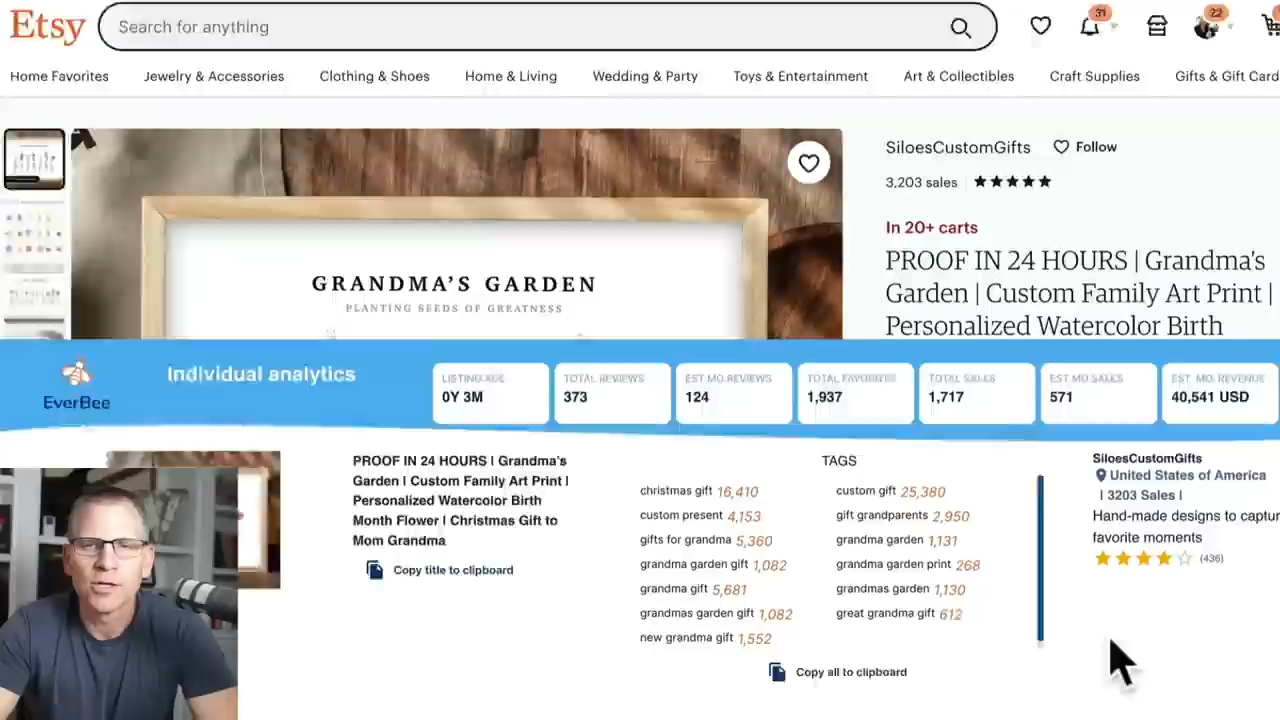 Etsy
Search for anything
31
22
Home Favorites
Jewelry & Accessories
Clothing & Shoes
Home & Living
Wedding & Party
Toys & Entertainment
Art & Collectibles
Craft Supplies
Gifts & Gift Card
SiloesCustomGifts
Follow
3,203 sales
In 20+ carts
PROOF IN 24 HOURS | Grandma's
Garden | Custom Family Art Print |
Personalized Watercolor Birth
GRANDMA'S GARDEN
PLANTING SEEDS OF GREATNESS
EverBee
Individual analytics
LISTING AGE
0Y 3M
TOTAL REVIEWS
373
EST MO.REVIEWS
124
TOTAL FAVORITES
1,937
TOTAL SALES
1,717
EST MO SALES
571
EST. MO. REVENUE
40,541 USD
PROOF IN 24 HOURS | Grandma's
Garden | Custom Family Art Print |
Personalized Watercolor Birth
Month Flower | Christmas Gift to
Mom Grandma
Copy title to clipboard
TAGS
christmas gift 16,410
custom present 4,153
gifts for grandma 5,360
grandma garden gift 1,082
grandma gift 5,681
grandmas garden gift 1,082
new grandma gift 1,552
custom gift 25,380
gift grandparents 2,950
grandma garden 1,131
grandma garden print 268
grandmas garden 1,130
great grandma gift 612
Copy all to clipboard
SiloesCustomGifts
United States of America
| 3203 Sales |
Hand-made designs to captur
favorite moments
(436)